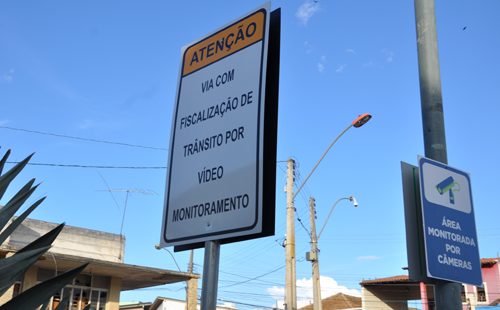 ATENÇÃO
VIA COM
FISCALIZAÇÃO DE
TRÂNSITO POR
VÍDEO
MONITORAMENTO
ÁREA
MONITORADA
POR
CÂMERAS